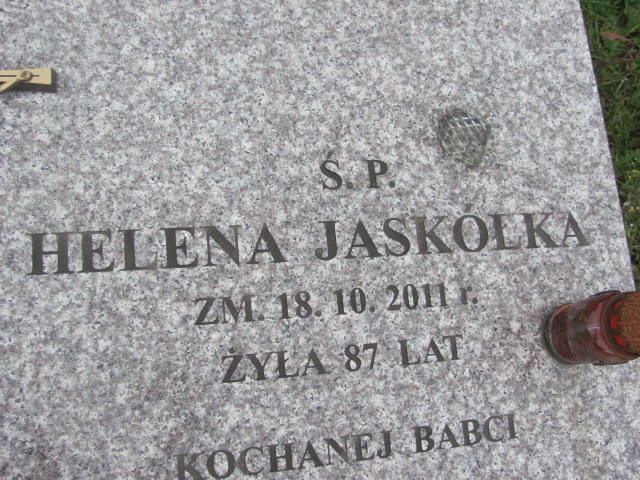 Ś. P.
HELENA JASKÓŁKA
ZM. 18. 10. 2011 r.
ŻYŁA 87 LAT
KOCHANEJ BABCI